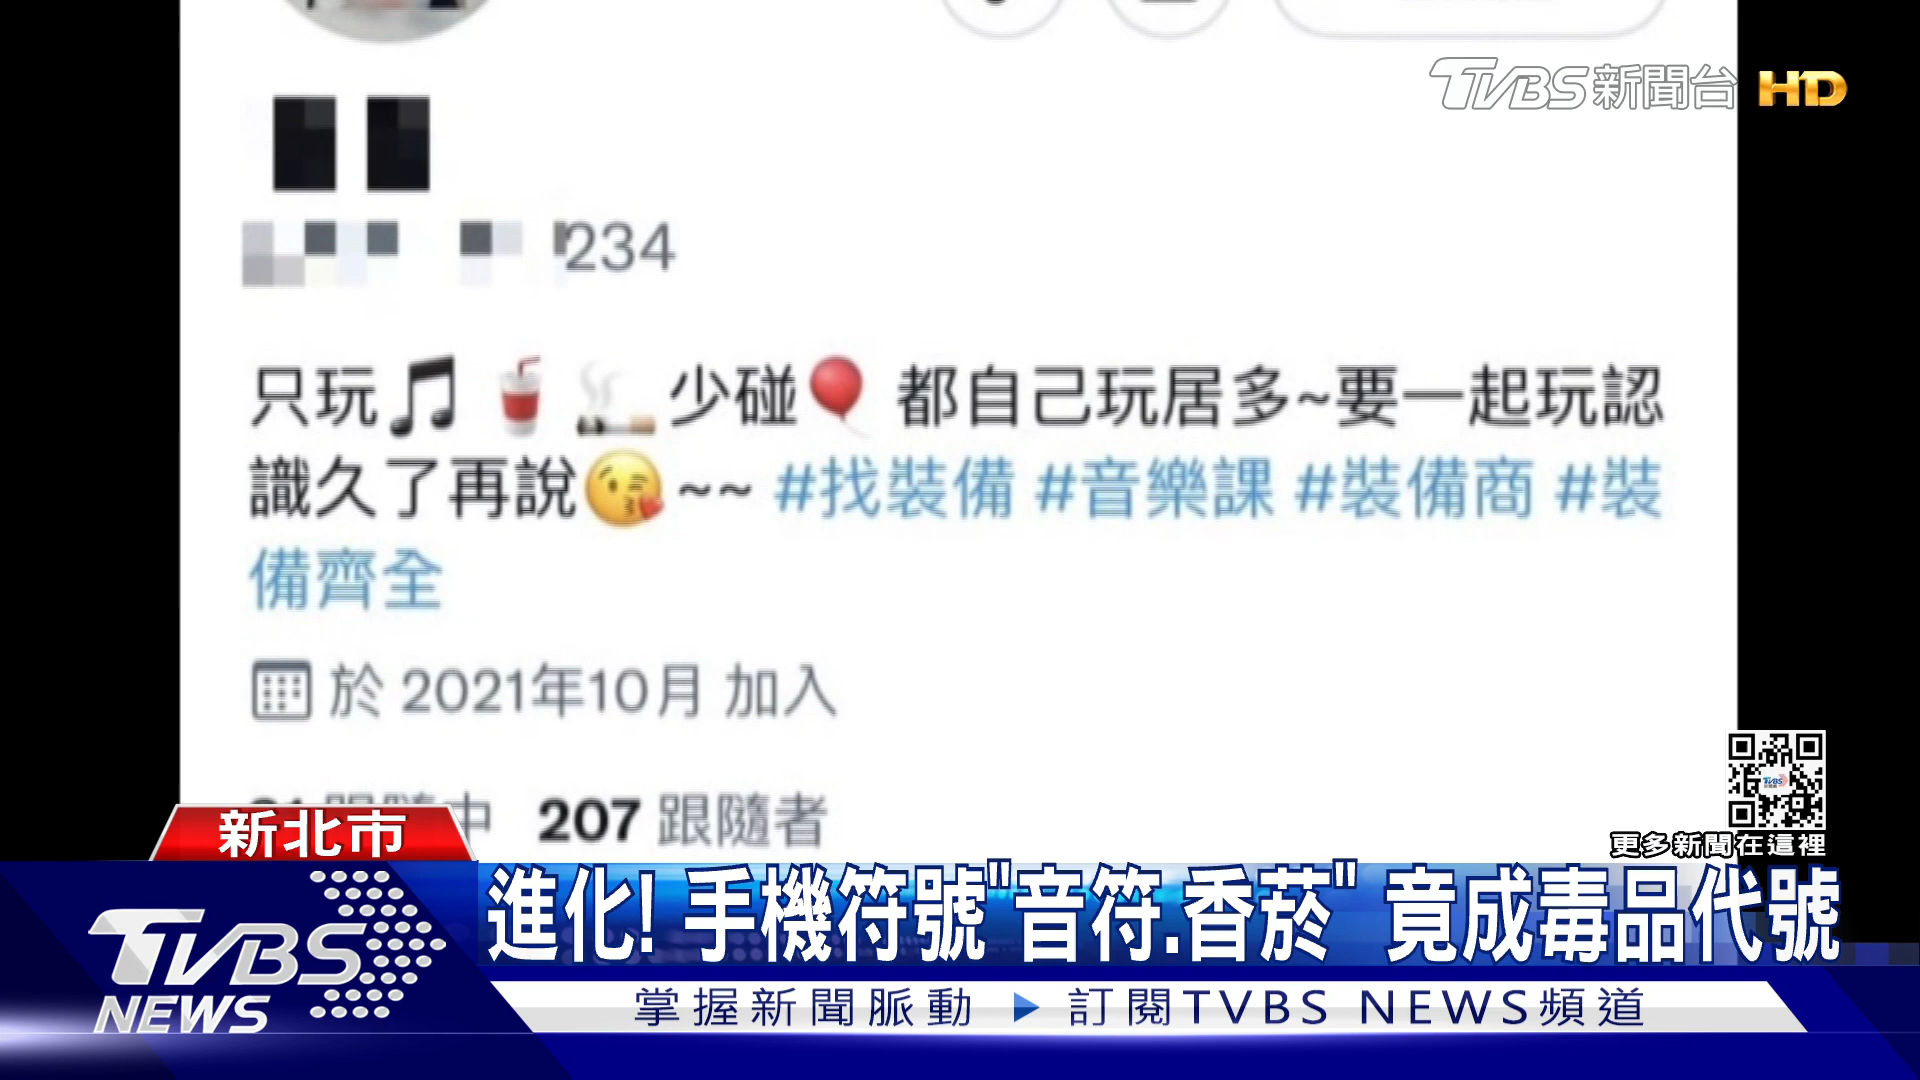 TVBS新聞台 HD
234
只玩🎵 🥤 🚬 少碰🎈 都自己玩居多~要一起玩認
識久了再說😘 ~~ #找裝備 #音樂課 #裝備商 #裝
備齊全
於 2021年10月 加入
207 跟隨者
新北市
TVBS
更多新聞在這裡
進化! 手機符號"音符.香菸" 竟成毒品代號
TVBS NEWS
掌握新聞脈動 ▶ 訂閱TVBS NEWS頻道